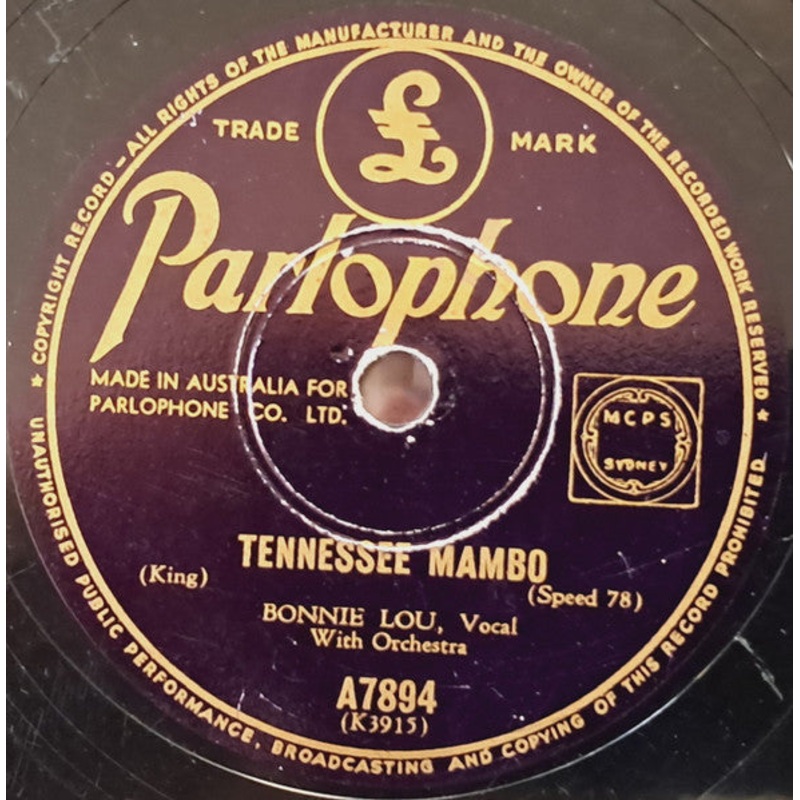 ★ COPYRIGHT RECORD – ALL RIGHTS OF THE MANUFACTURER AND THE OWNER OF THE RECORDED WORK RESERVED ★
£
TRADE MARK
Parlophone
MADE IN AUSTRALIA FOR
PARLOPHONE CO. LTD.
MCPS
SYDNEY
TENNESSEE MAMBO
(King)
(Speed 78)
BONNIE LOU, Vocal
With Orchestra
A7894
(K3915)
UNAUTHORISED PUBLIC PERFORMANCE, BROADCASTING AND COPYING OF THIS RECORD PROHIBITED